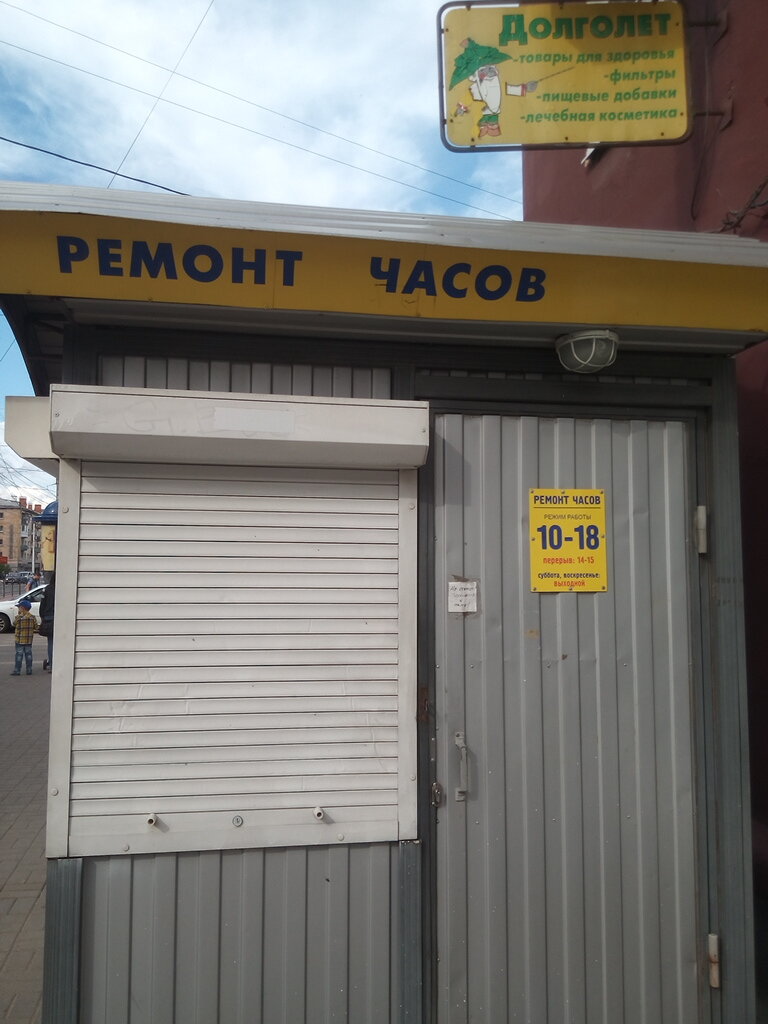 ДОЛГОЛЕТ
-товары для здоровья
-фильтры
-пищевые добавки
-лечебная косметика
РЕМОНТ ЧАСОВ
РЕМОНТ ЧАСОВ
РЕЖИМ РАБОТЫ
10-18
перерыв: 14-15
суббота, воскресенье:
ВЫХОДНОЙ